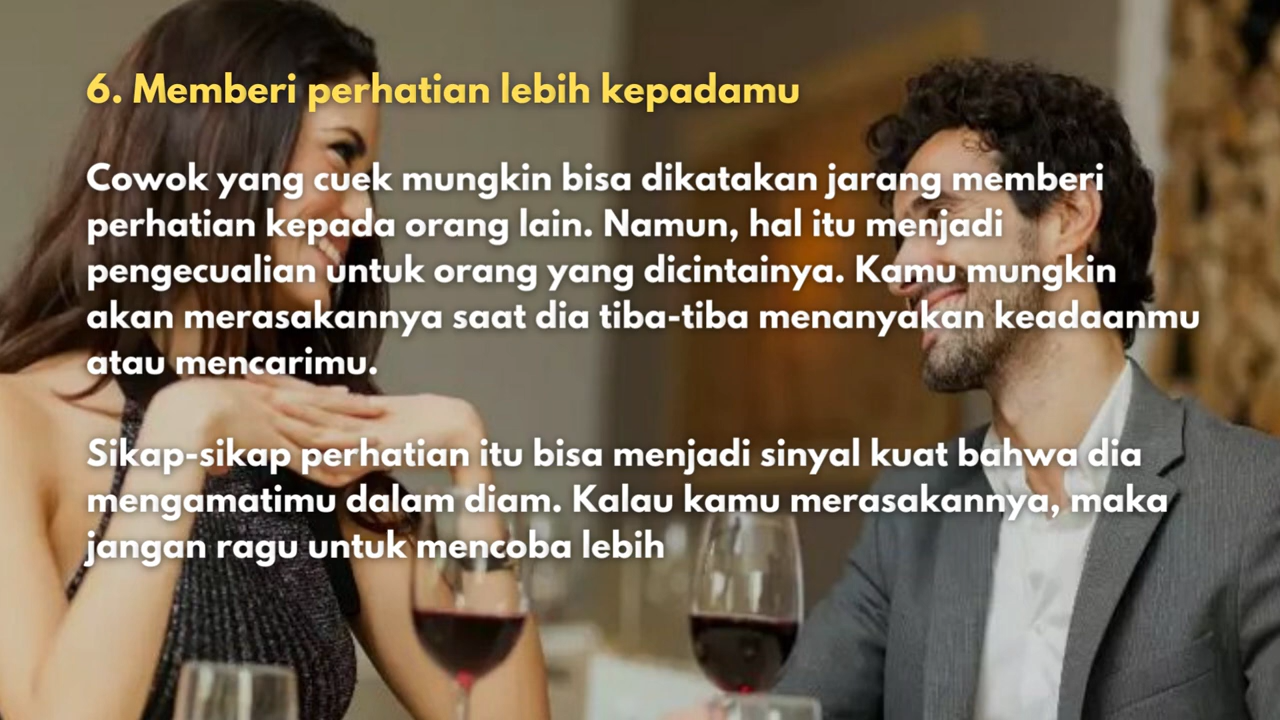 6. Memberi perhatian lebih kepadamu
Cowok yang cuek mungkin bisa dikatakan jarang memberi
perhatian kepada orang lain. Namun, hal itu menjadi
pengecualian untuk orang yang dicintainya. Kamu mungkin
akan merasakannya saat dia tiba-tiba menanyakan keadaanmu
atau mencarimu.
Sikap-sikap perhatian itu bisa menjadi sinyal kuat bahwa dia
mengamatimu dalam diam. Kalau kamu merasakannya, maka
jangan ragu untuk mencoba lebih